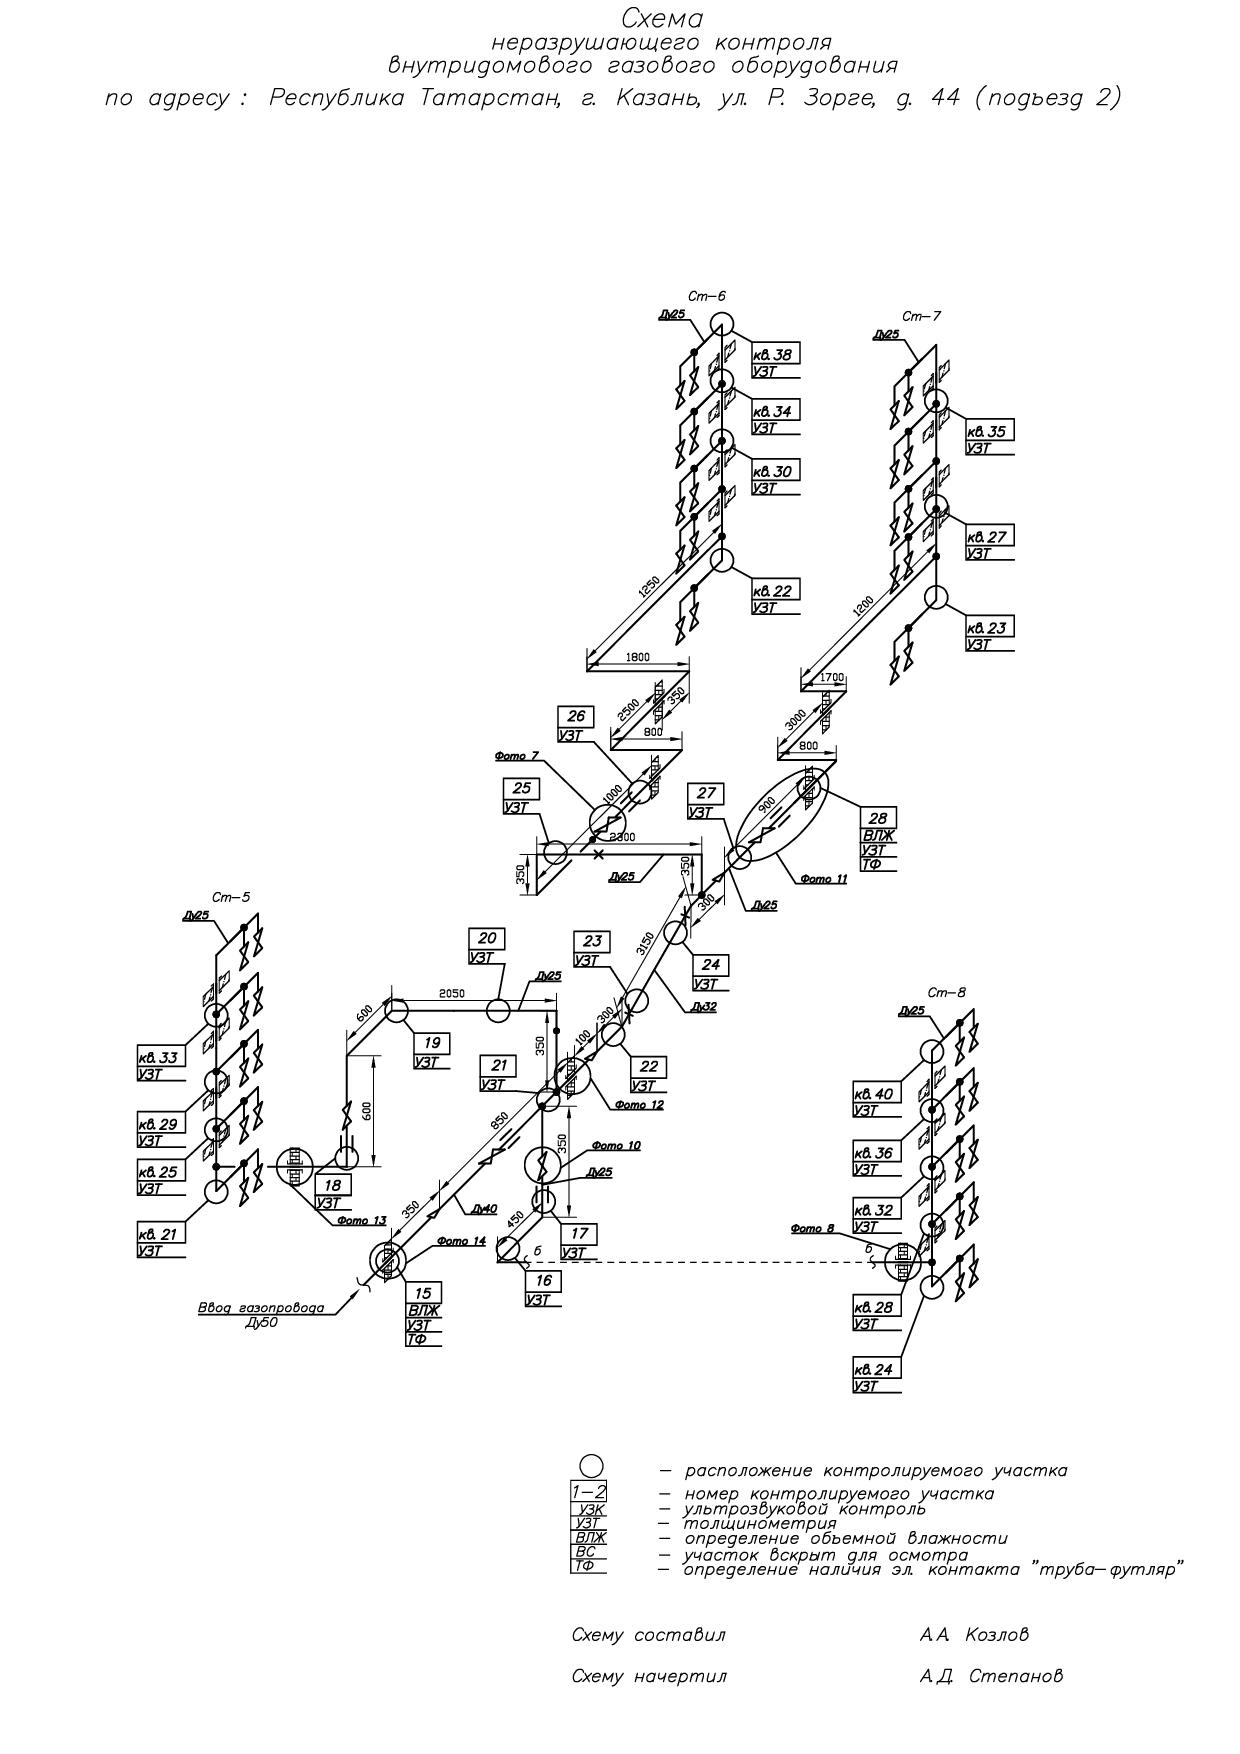 Схема
неразрушающего контроля
внутридомового газового оборудования
по адресу : Республика Татарстан, г. Казань, ул. Р. Зорге, д. 44 (подъезд 2)
Ст-6
Ду25
кв.38
УЗТ
кв.34
УЗТ
кв.30
УЗТ
кв.22
УЗТ
1250
1800
350
2500
800
26
УЗТ
Фото 7
25
УЗТ
1000
2300
350
Ду25
350
Ст-7
Ду25
кв.35
УЗТ
кв.27
УЗТ
кв.23
УЗТ
1200
1700
3000
800
27
УЗТ
900
28
ВЛЖ
УЗТ
ТФ
Фото 11
Ду25
300
Ст-5
Ду25
кв.33
УЗТ
кв.29
УЗТ
кв.25
УЗТ
кв.21
УЗТ
20
УЗТ
Ду25
2050
600
19
УЗТ
350
600
18
УЗТ
Фото 13
23
УЗТ
3150
24
УЗТ
Ду32
300
100
22
УЗТ
21
УЗТ
Фото 12
850
350
Фото 10
Ду25
350
Ду40
Фото 14
450
17
УЗТ
б
16
УЗТ
15
ВЛЖ
УЗТ
ТФ
Ввод газопровода
Ду50
Ст-8
Ду25
кв.40
УЗТ
кв.36
УЗТ
кв.32
УЗТ
Фото 8
б
кв.28
УЗТ
кв.24
УЗТ
– расположение контролируемого участка
1-2 – номер контролируемого участка
УЗК – ультрозвуковой контроль
УЗТ – толщинометрия
ВЛЖ – определение объемной влажности
ВС – участок вскрыт для осмотра
ТФ – определение наличия эл. контакта "труба-футляр"
Схему составил А.А. Козлов
Схему начертил А.Д. Степанов